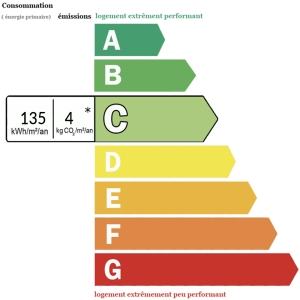 Consommation
( énergie primaire) émissions logement extrêmement performant
A
B
135 4 * C
kWh/m²/an kg CO₂/m²/an
D
E
F
G
logement extrêmement peu performant